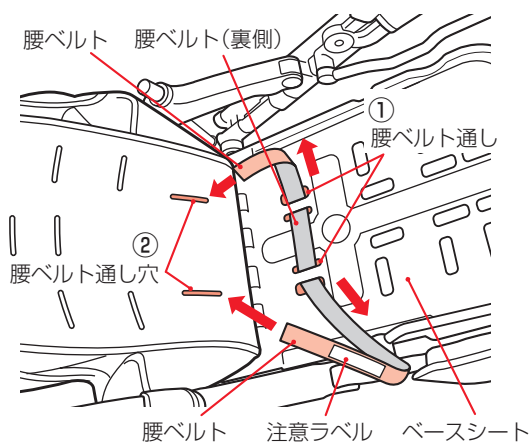 腰ベルト 腰ベルト（裏側）
①
腰ベルト通し
②
腰ベルト通し穴
腰ベルト 注意ラベル ベースシート